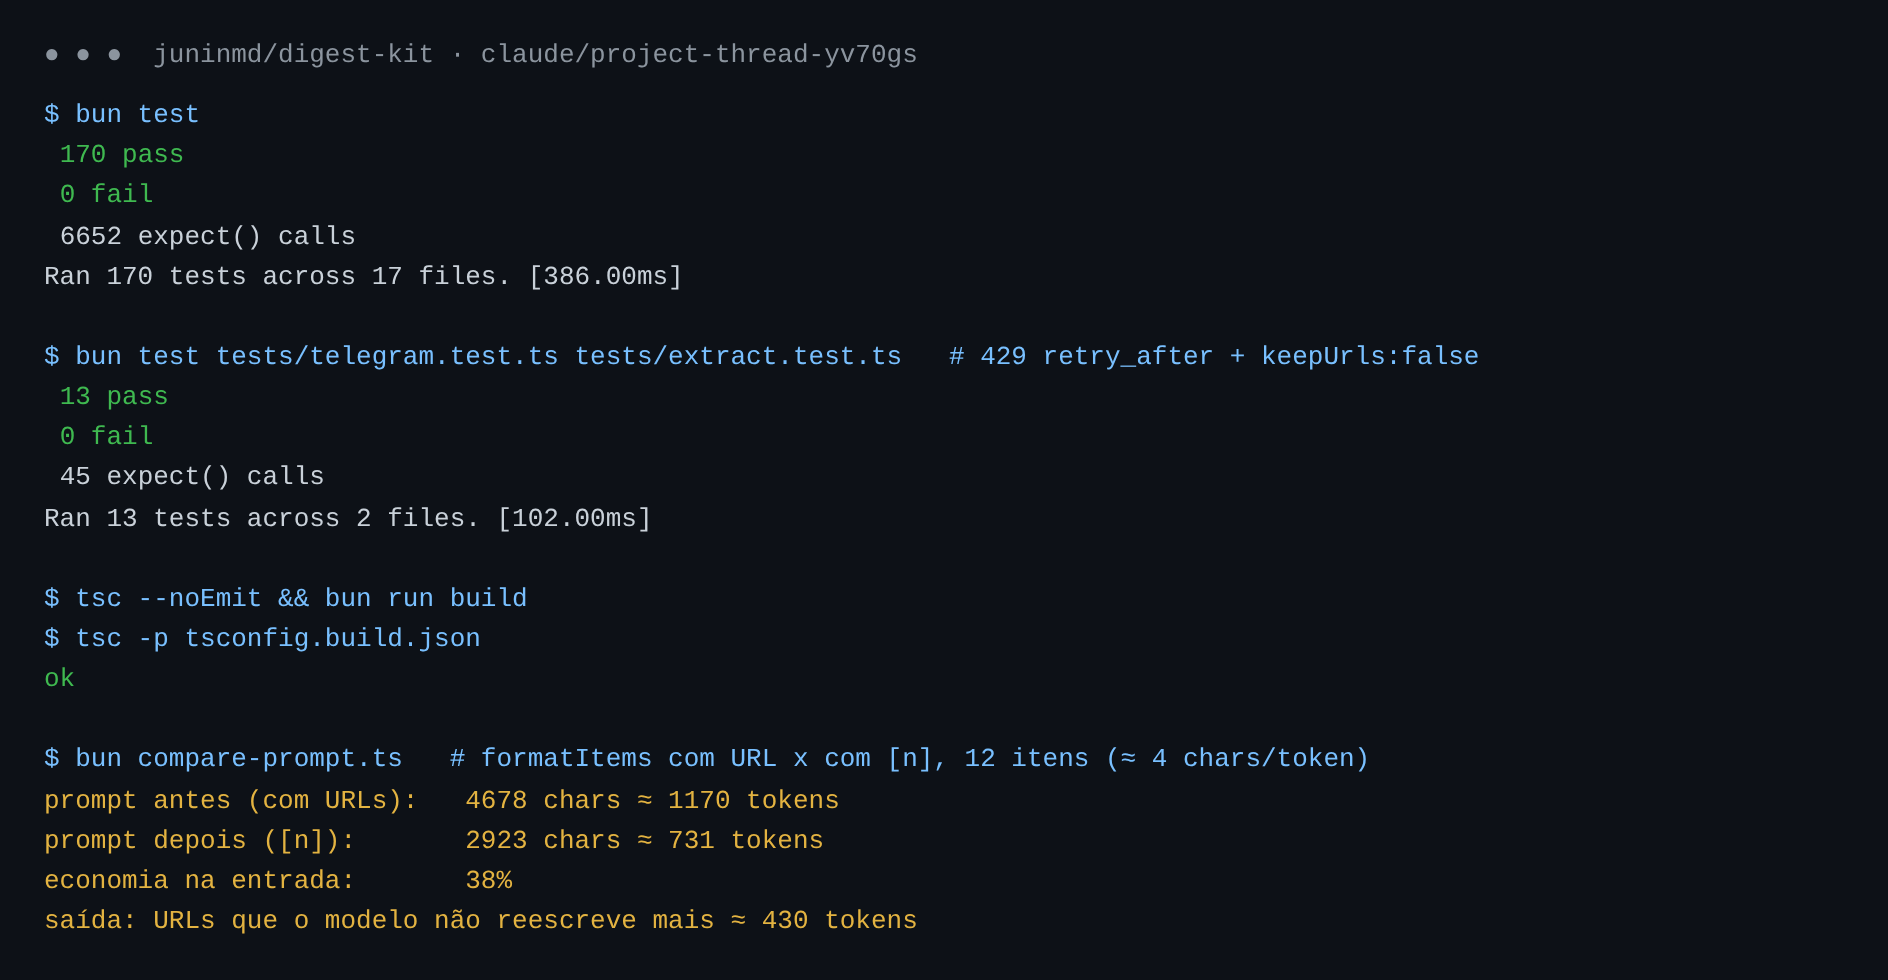 ● ● ●  juninmd/digest-kit · claude/project-thread-yv70gs
$ bun test
 170 pass
 0 fail
 6652 expect() calls
Ran 170 tests across 17 files. [386.00ms]
$ bun test tests/telegram.test.ts tests/extract.test.ts   # 429 retry_after + keepUrls:false
 13 pass
 0 fail
 45 expect() calls
Ran 13 tests across 2 files. [102.00ms]
$ tsc --noEmit && bun run build
$ tsc -p tsconfig.build.json
ok
$ bun compare-prompt.ts   # formatItems com URL x com [n], 12 itens (≈ 4 chars/token)
prompt antes (com URLs):   4678 chars ≈ 1170 tokens
prompt depois ([n]):       2923 chars ≈ 731 tokens
economia na entrada:       38%
saída: URLs que o modelo não reescreve mais ≈ 430 tokens